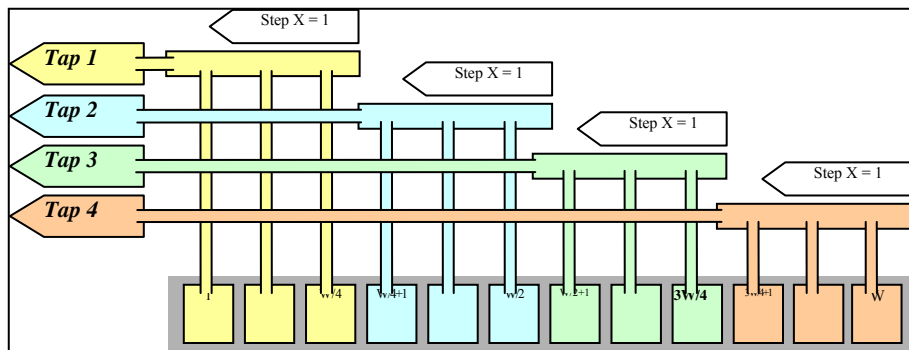 Step X = 1
Tap 1
Step X = 1
Tap 2
Step X = 1
Tap 3
Step X = 1
Tap 4
1 W/4 W/4+1 W/2 W/2+1 3W/4 3W/4+1 W